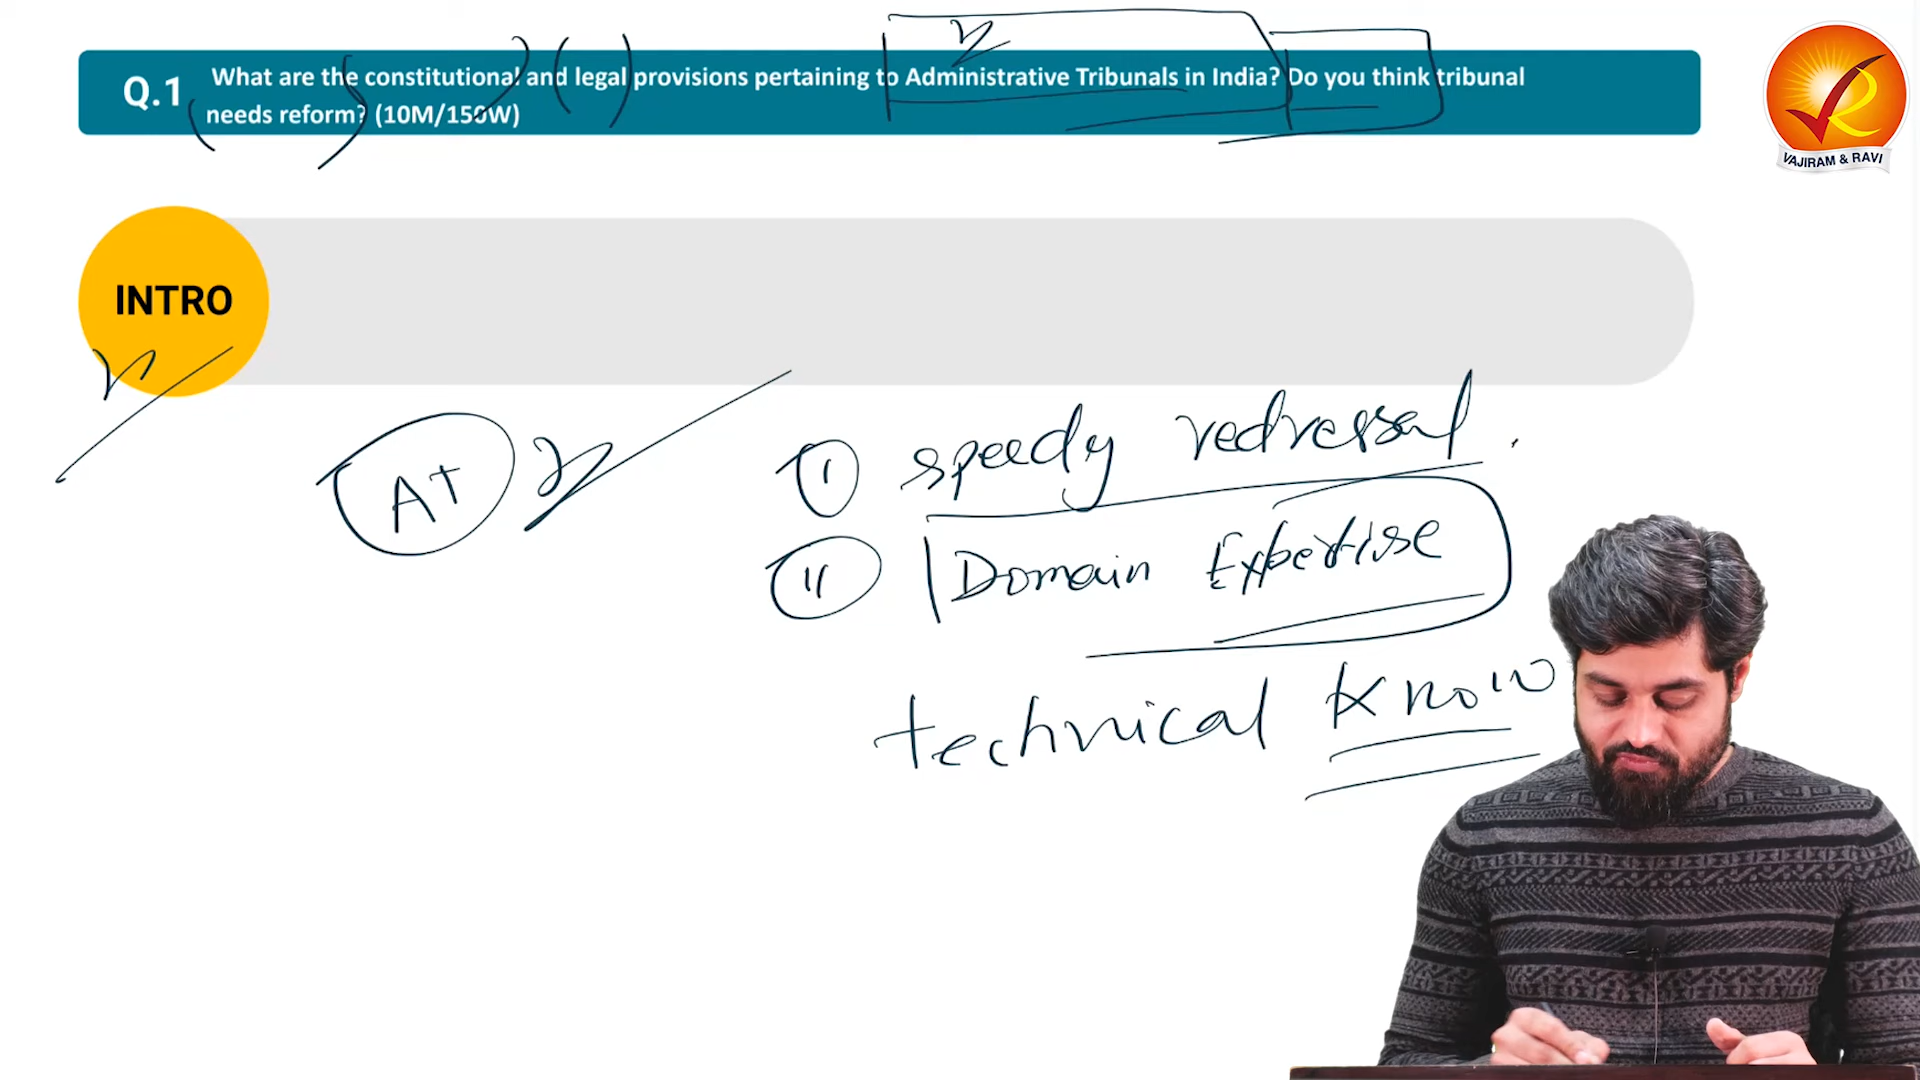 Q.1 What are the constitutional and legal provisions pertaining to Administrative Tribunals in India? Do you think tribunal
needs reform? (10M/150W)
VAJIRAM & RAVI
INTRO
AT
I speedy redressal.
II Domain Expertise
technical Know